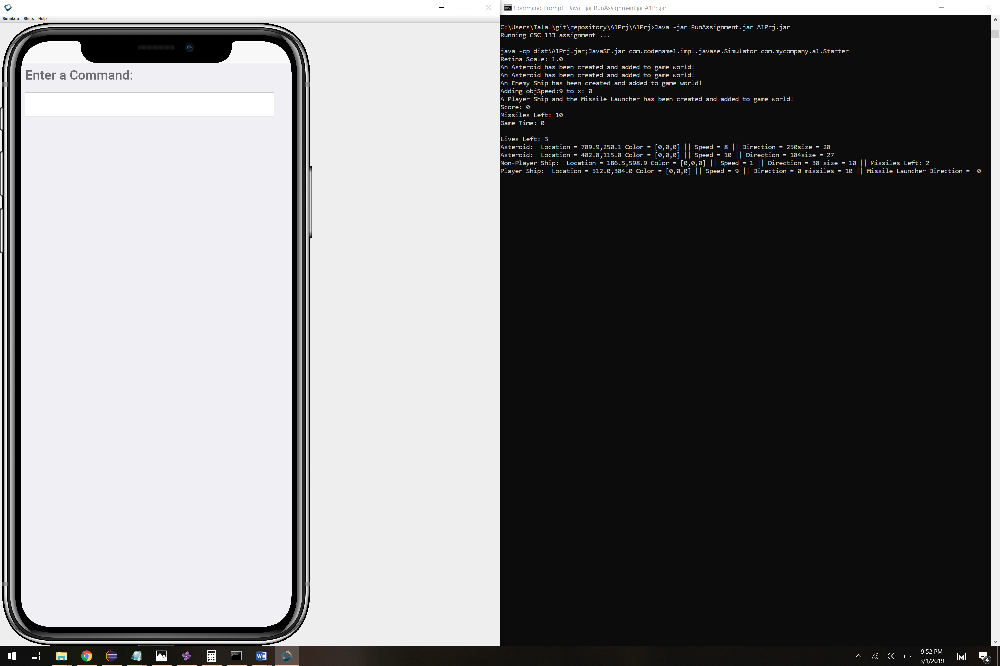 Simulate Skins Help
Enter a Command:
Command Prompt - Java  -jar RunAssignment.jar A1Prj.jar
C:\Users\Talal\git\repository\A1Prj\A1Prj>Java -jar RunAssignment.jar A1Prj.jar
Running CSC 133 assignment ...
java -cp dist\A1Prj.jar;JavaSE.jar com.codename1.impl.javase.Simulator com.mycompany.a1.Starter
Retina Scale: 1.0
An Asteroid has been created and added to game world!
An Asteroid has been created and added to game world!
An Enemy Ship has been created and added to game world!
Adding objSpeed:9 to x: 0
A Player Ship and the Missile Launcher has been created and added to game world!
Score: 0
Missiles Left: 10
Game Time: 0
Lives Left: 3
Asteroid:  Location = 789.9,250.1 Color = [0,0,0] || Speed = 8 || Direction = 250size = 28
Asteroid:  Location = 482.8,115.8 Color = [0,0,0] || Speed = 10 || Direction = 184size = 27
Non-Player Ship:  Location = 186.5,598.9 Color = [0,0,0] || Speed = 1 || Direction = 38 size = 10 || Missiles Left: 2
Player Ship:  Location = 512.0,384.0 Color = [0,0,0] || Speed = 9 || Direction = 0 missiles = 10 || Missile Launcher Direction =  0
9:52 PM
3/1/2019
4